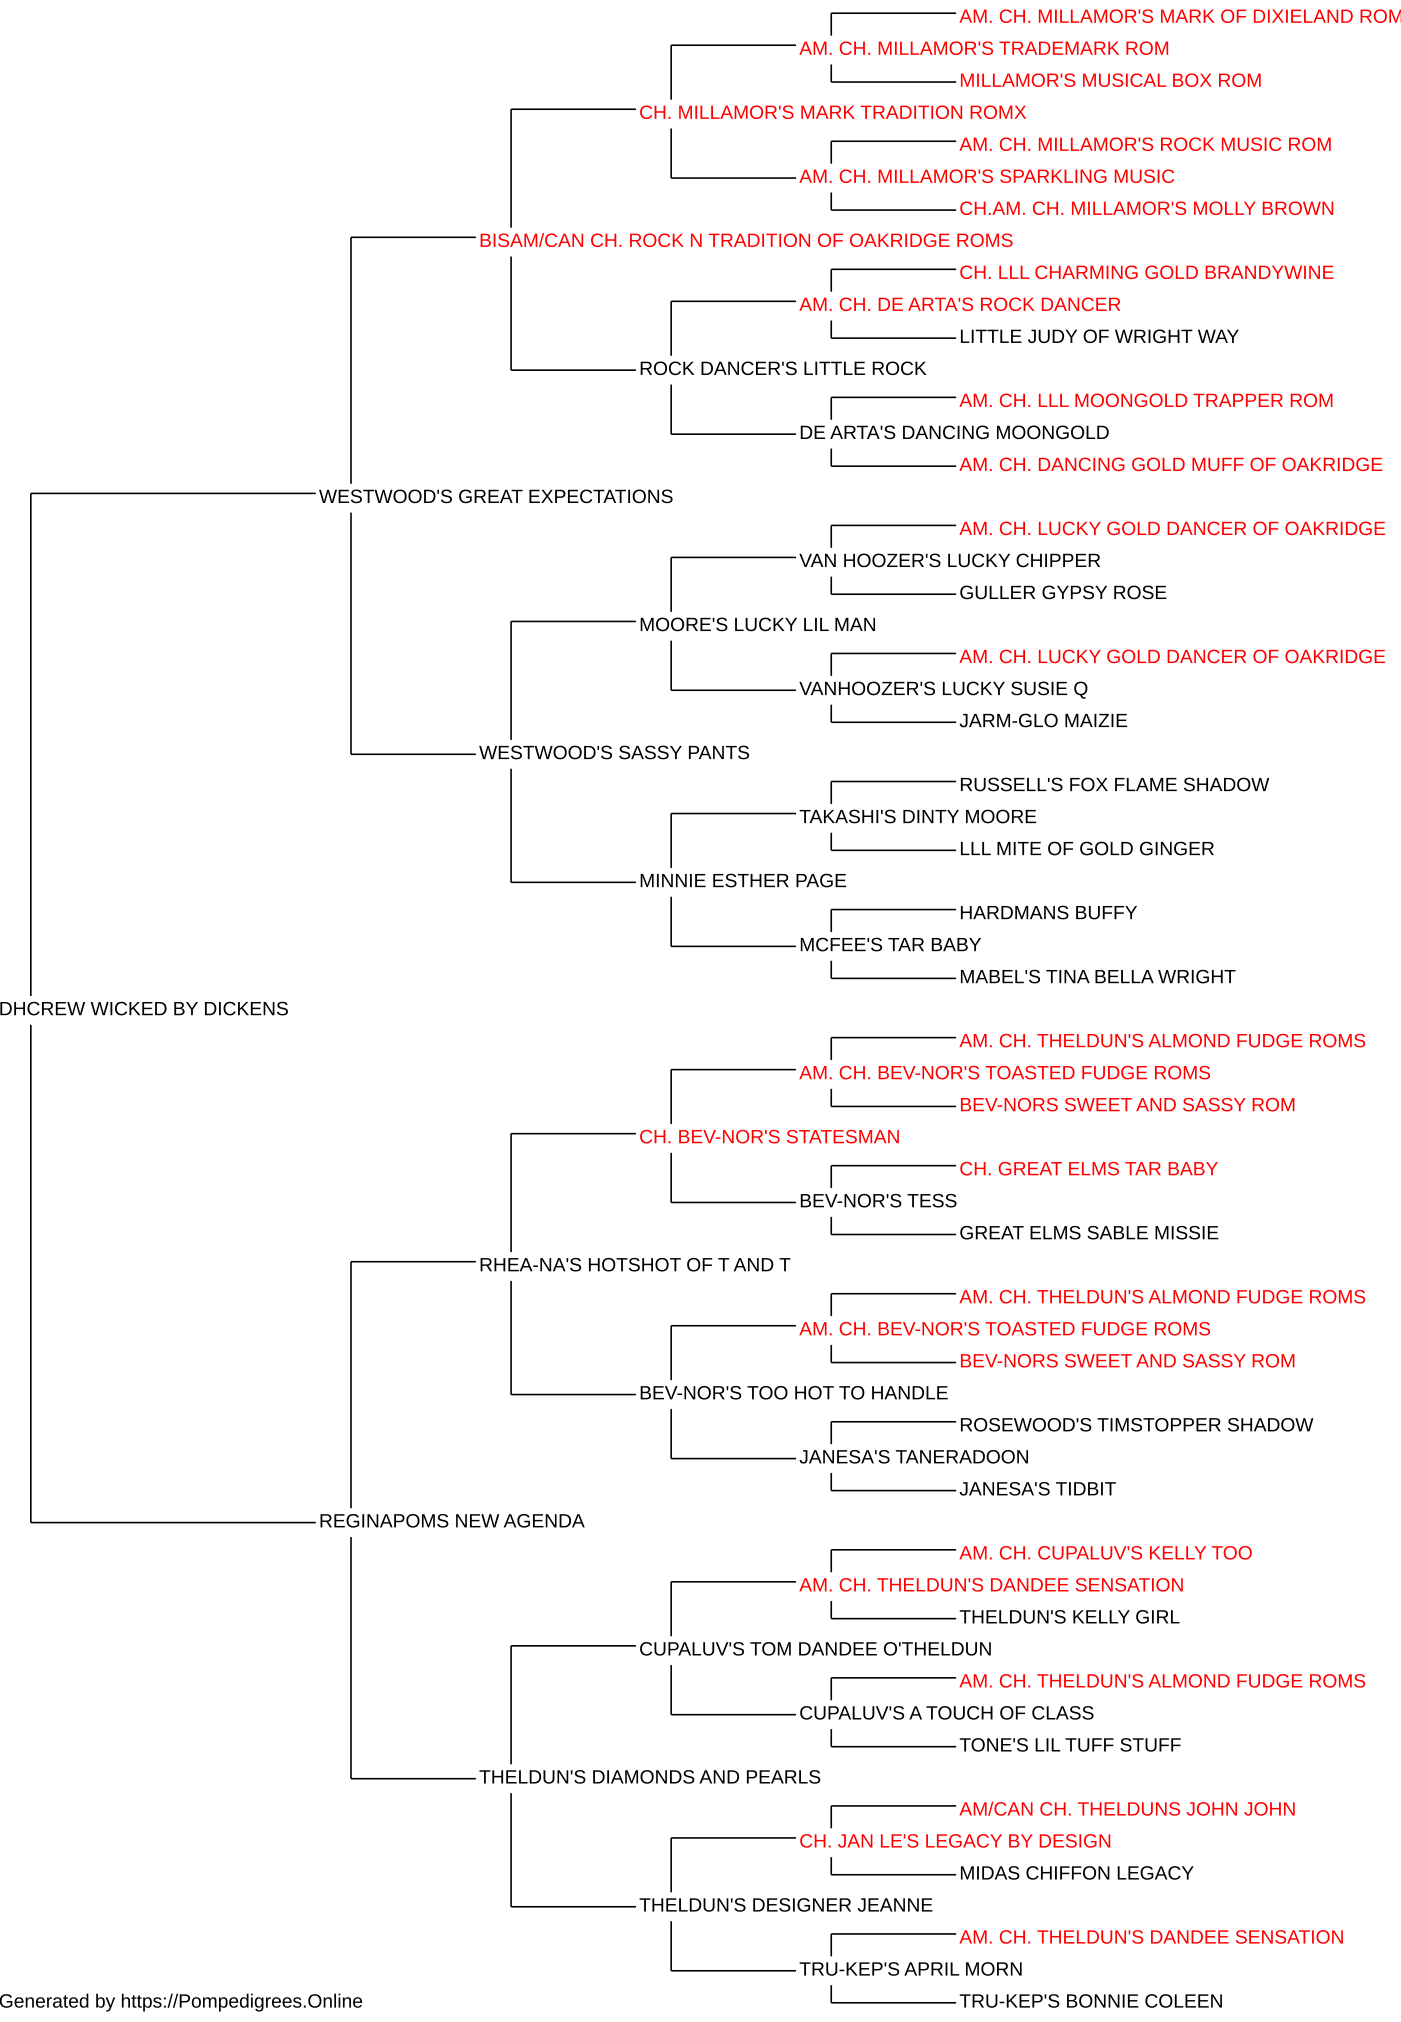 AM. CH. MILLAMOR'S MARK OF DIXIELAND ROM
AM. CH. MILLAMOR'S TRADEMARK ROM
MILLAMOR'S MUSICAL BOX ROM
CH. MILLAMOR'S MARK TRADITION ROMX
AM. CH. MILLAMOR'S ROCK MUSIC ROM
AM. CH. MILLAMOR'S SPARKLING MUSIC
CH.AM. CH. MILLAMOR'S MOLLY BROWN
BISAM/CAN CH. ROCK N TRADITION OF OAKRIDGE ROMS
CH. LLL CHARMING GOLD BRANDYWINE
AM. CH. DE ARTA'S ROCK DANCER
LITTLE JUDY OF WRIGHT WAY
ROCK DANCER'S LITTLE ROCK
AM. CH. LLL MOONGOLD TRAPPER ROM
DE ARTA'S DANCING MOONGOLD
AM. CH. DANCING GOLD MUFF OF OAKRIDGE
WESTWOOD'S GREAT EXPECTATIONS
AM. CH. LUCKY GOLD DANCER OF OAKRIDGE
VAN HOOZER'S LUCKY CHIPPER
GULLER GYPSY ROSE
MOORE'S LUCKY LIL MAN
AM. CH. LUCKY GOLD DANCER OF OAKRIDGE
VANHOOZER'S LUCKY SUSIE Q
JARM-GLO MAIZIE
WESTWOOD'S SASSY PANTS
RUSSELL'S FOX FLAME SHADOW
TAKASHI'S DINTY MOORE
LLL MITE OF GOLD GINGER
MINNIE ESTHER PAGE
HARDMANS BUFFY
MCFEE'S TAR BABY
MABEL'S TINA BELLA WRIGHT
DHCREW WICKED BY DICKENS
AM. CH. THELDUN'S ALMOND FUDGE ROMS
AM. CH. BEV-NOR'S TOASTED FUDGE ROMS
BEV-NORS SWEET AND SASSY ROM
CH. BEV-NOR'S STATESMAN
CH. GREAT ELMS TAR BABY
BEV-NOR'S TESS
GREAT ELMS SABLE MISSIE
RHEA-NA'S HOTSHOT OF T AND T
AM. CH. THELDUN'S ALMOND FUDGE ROMS
AM. CH. BEV-NOR'S TOASTED FUDGE ROMS
BEV-NORS SWEET AND SASSY ROM
BEV-NOR'S TOO HOT TO HANDLE
ROSEWOOD'S TIMSTOPPER SHADOW
JANESA'S TANERADOON
JANESA'S TIDBIT
REGINAPOMS NEW AGENDA
AM. CH. CUPALUV'S KELLY TOO
AM. CH. THELDUN'S DANDEE SENSATION
THELDUN'S KELLY GIRL
CUPALUV'S TOM DANDEE O'THELDUN
AM. CH. THELDUN'S ALMOND FUDGE ROMS
CUPALUV'S A TOUCH OF CLASS
TONE'S LIL TUFF STUFF
THELDUN'S DIAMONDS AND PEARLS
AM/CAN CH. THELDUNS JOHN JOHN
CH. JAN LE'S LEGACY BY DESIGN
MIDAS CHIFFON LEGACY
THELDUN'S DESIGNER JEANNE
AM. CH. THELDUN'S DANDEE SENSATION
TRU-KEP'S APRIL MORN
TRU-KEP'S BONNIE COLEEN
Generated by https://Pompedigrees.Online